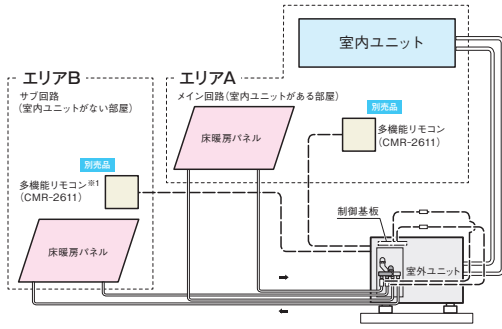 室内ユニット
エリアB
サブ回路
(室内ユニットがない部屋)
エリアA
メイン回路(室内ユニットがある部屋)
別売品
多機能リモコン
(CMR-2611)
床暖房パネル
別売品
多機能リモコン※1
(CMR-2611)
床暖房パネル
制御基板
室外ユニット